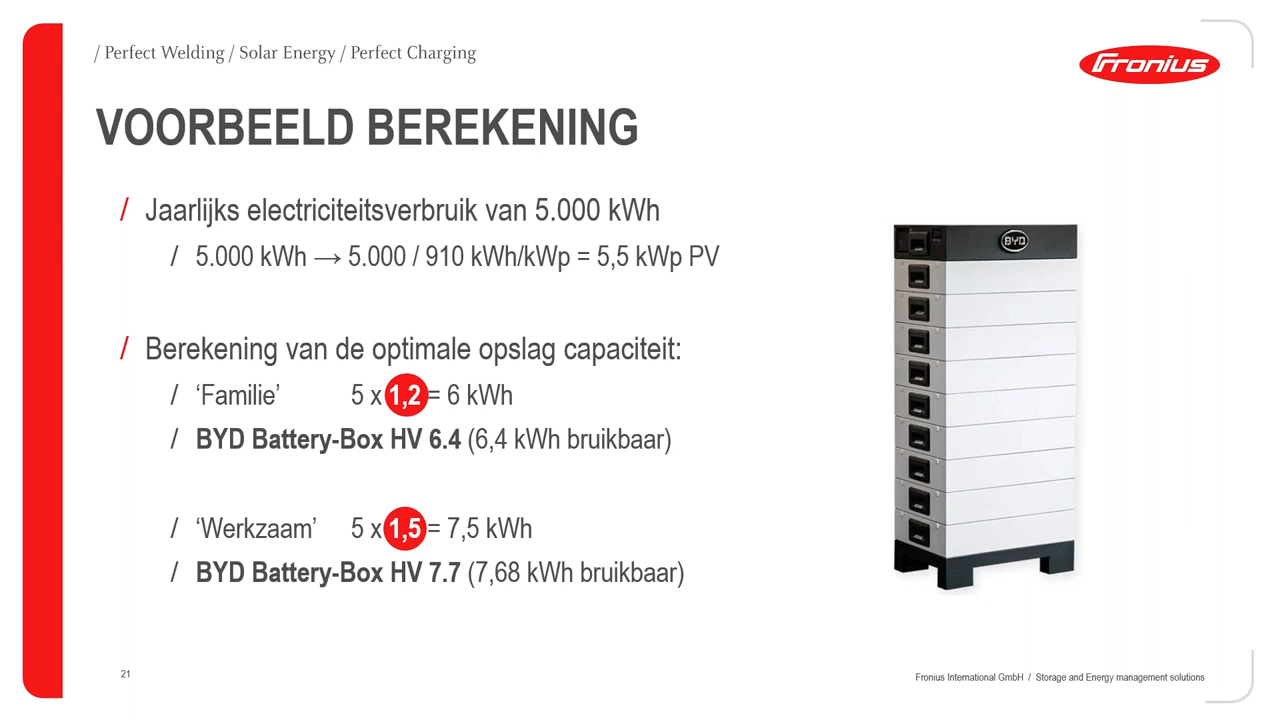 / Perfect Welding / Solar Energy / Perfect Charging
Fronius
VOORBEELD BEREKENING
/ Jaarlijks electriciteitsverbruik van 5.000 kWh
/ 5.000 kWh → 5.000 / 910 kWh/kWp = 5,5 kWp PV
/ Berekening van de optimale opslag capaciteit:
/ ‘Familie’ 5 x 1,2 = 6 kWh
/ BYD Battery-Box HV 6.4 (6,4 kWh bruikbaar)
/ ‘Werkzaam’ 5 x 1,5 = 7,5 kWh
/ BYD Battery-Box HV 7.7 (7,68 kWh bruikbaar)
BYD
21
Fronius International GmbH / Storage and Energy management solutions